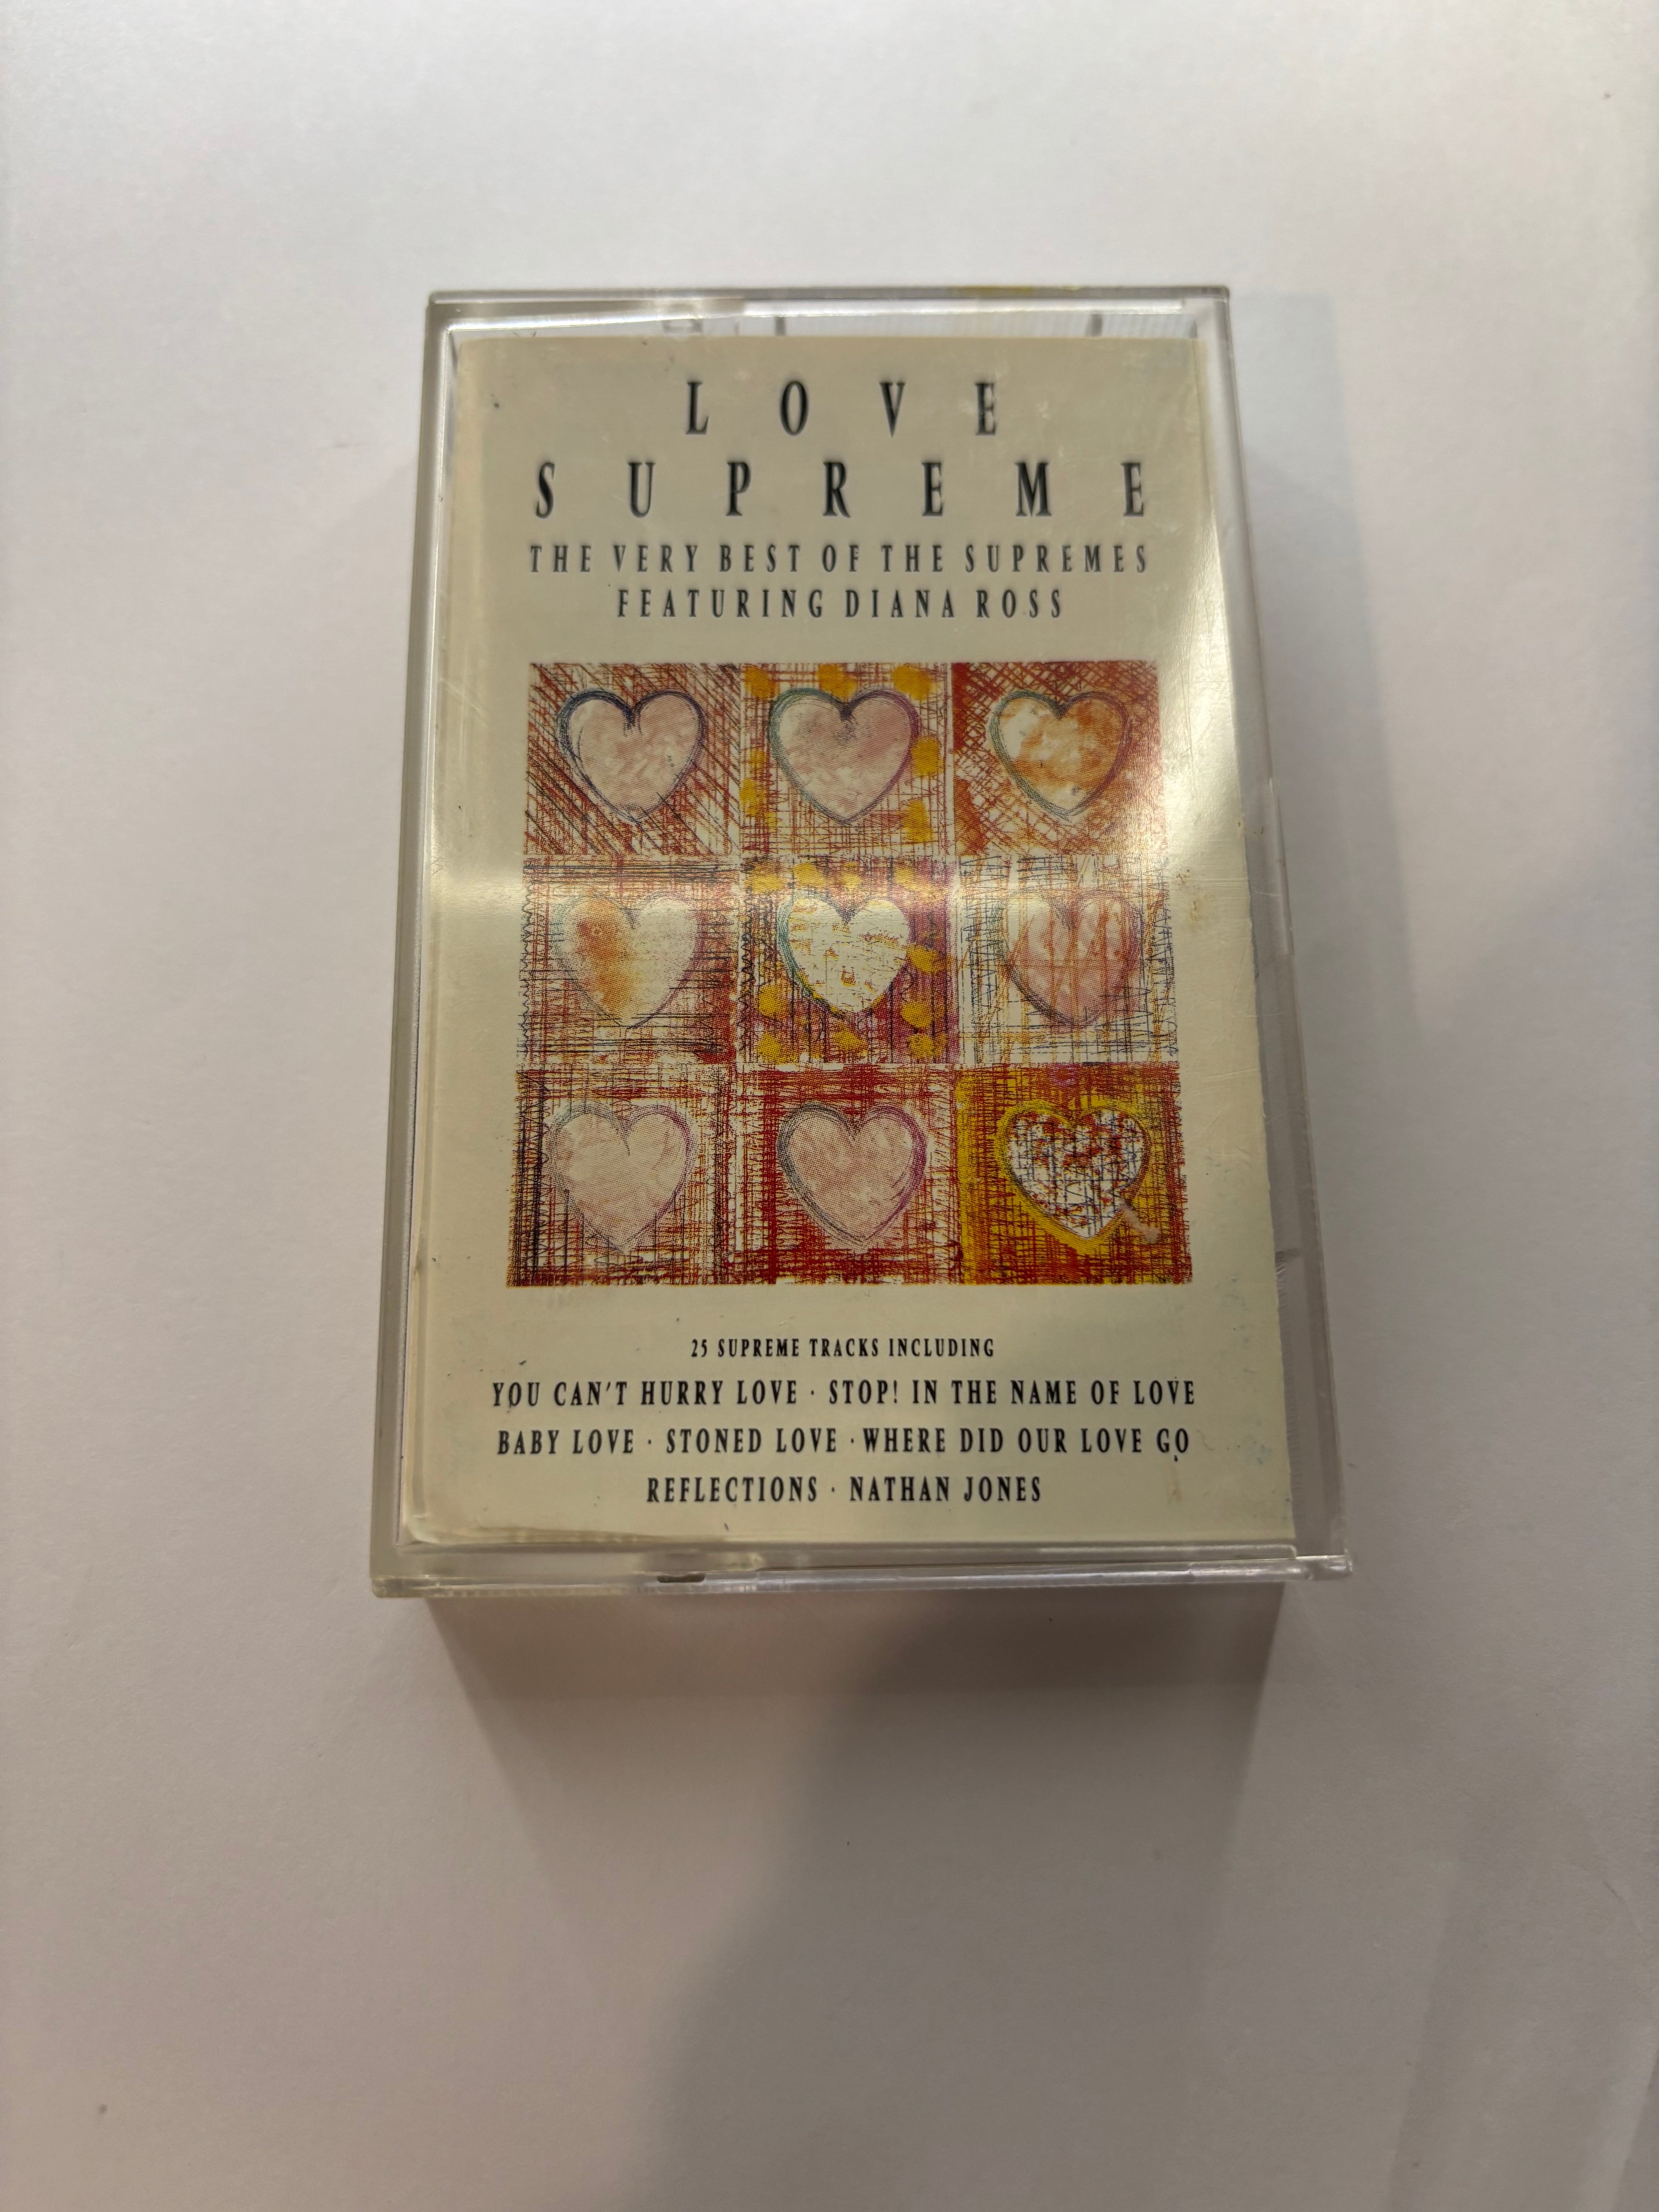 LOVE
SUPREME
THE VERY BEST OF THE SUPREMES
FEATURING DIANA ROSS
25 SUPREME TRACKS INCLUDING
YOU CAN'T HURRY LOVE · STOP! IN THE NAME OF LOVE
BABY LOVE · STONED LOVE · WHERE DID OUR LOVE GO
REFLECTIONS · NATHAN JONES